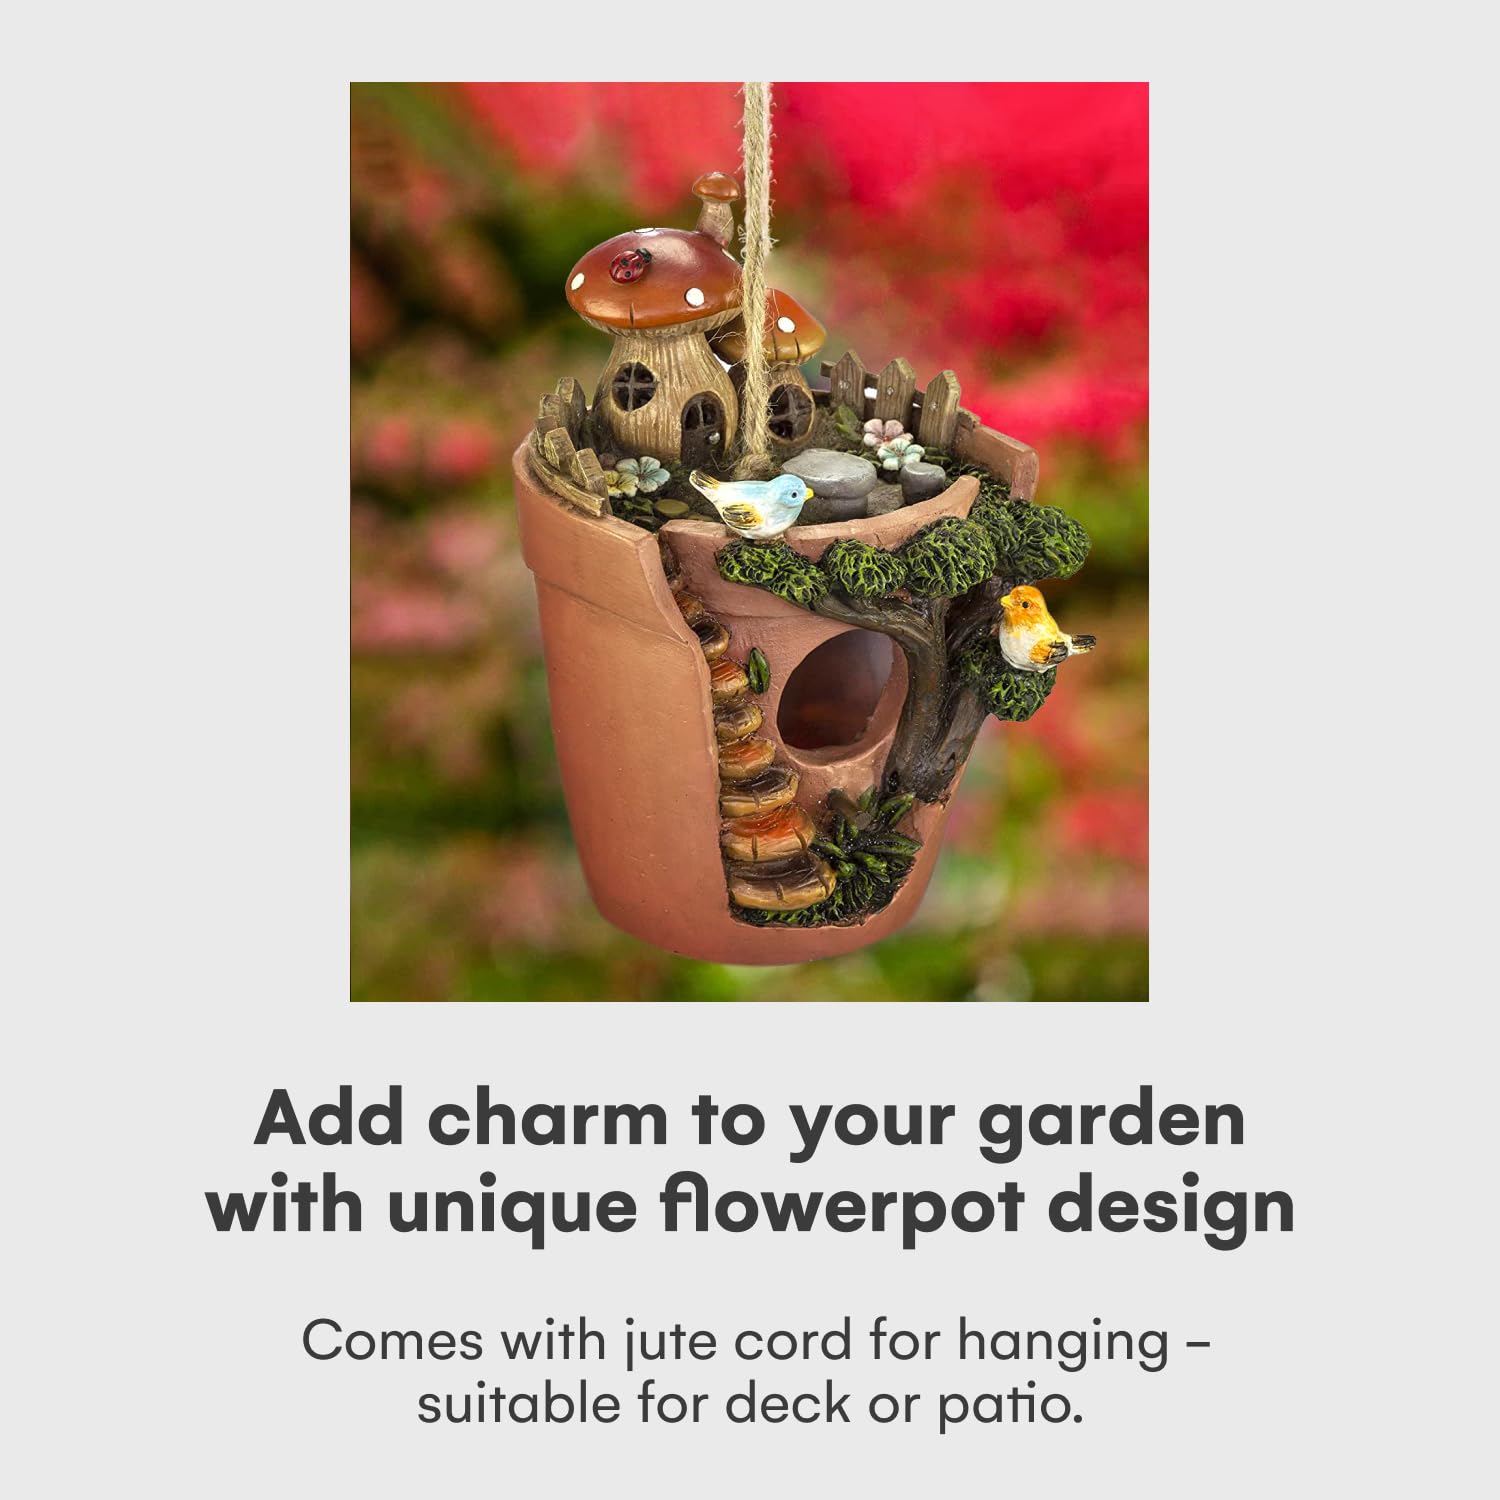 Add charm to your garden
with unique flowerpot design
Comes with jute cord for hanging –
suitable for deck or patio.